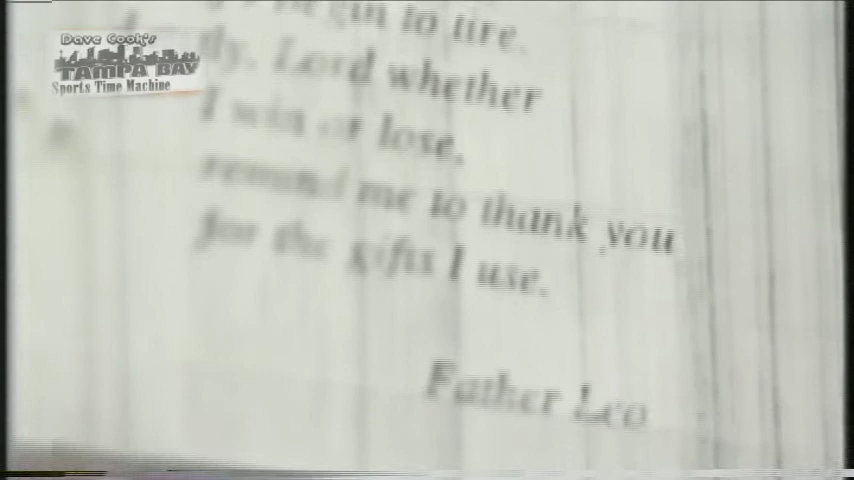 Dave Cook's
TAMPA BAY
Sports Time Machine
in to tire.
Lord whether
I win or lose,
remind me to thank you
for the gifts I use.
Father Leo